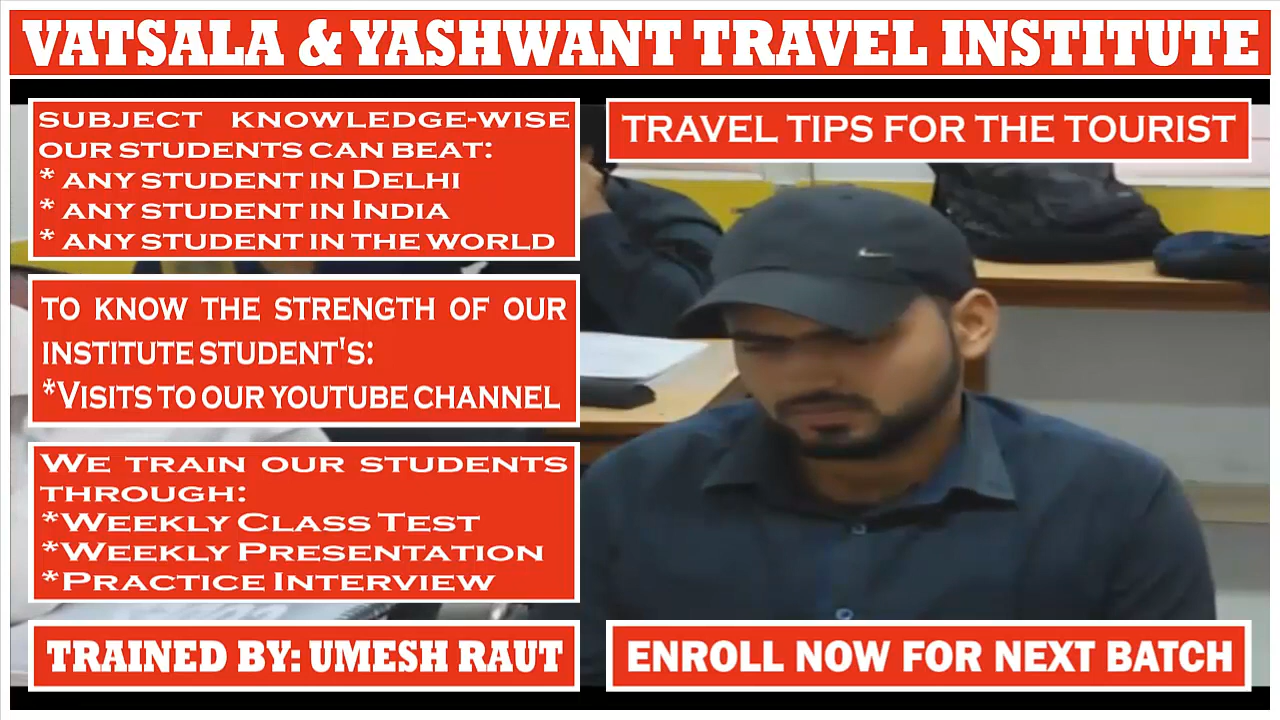 VATSALA & YASHWANT TRAVEL INSTITUTE
SUBJECT KNOWLEDGE-WISE
OUR STUDENTS CAN BEAT:
* ANY STUDENT IN DELHI
* ANY STUDENT IN INDIA
* ANY STUDENT IN THE WORLD
TO KNOW THE STRENGTH OF OUR
INSTITUTE STUDENT'S:
*VISITS TO OUR YOUTUBE CHANNEL
WE TRAIN OUR STUDENTS
THROUGH:
*WEEKLY CLASS TEST
*WEEKLY PRESENTATION
*PRACTICE INTERVIEW
TRAINED BY: UMESH RAUT
TRAVEL TIPS FOR THE TOURIST
ENROLL NOW FOR NEXT BATCH